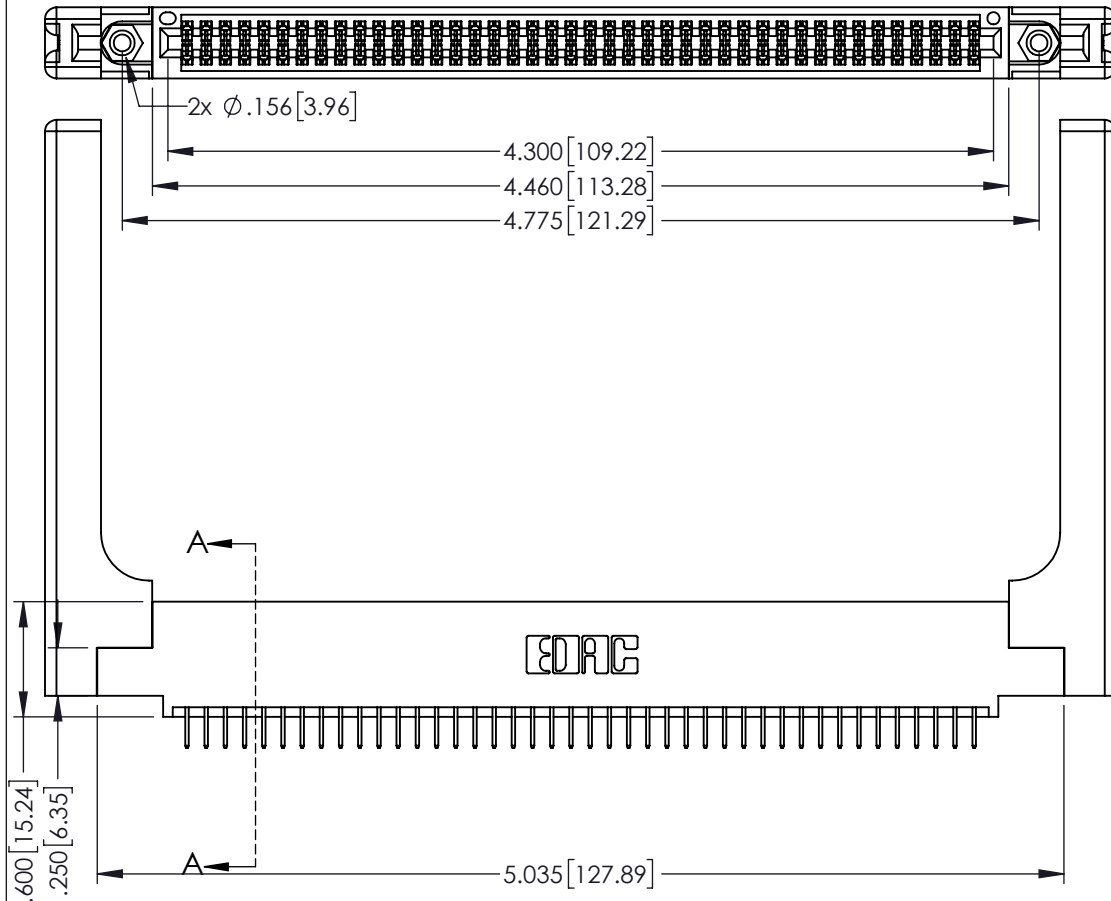 2x ∅ .156[3.96]
4.300[109.22]
4.460[113.28]
4.775[121.29]
A
EDAC
.600[15.24]
.250[6.35]
A
5.035[127.89]